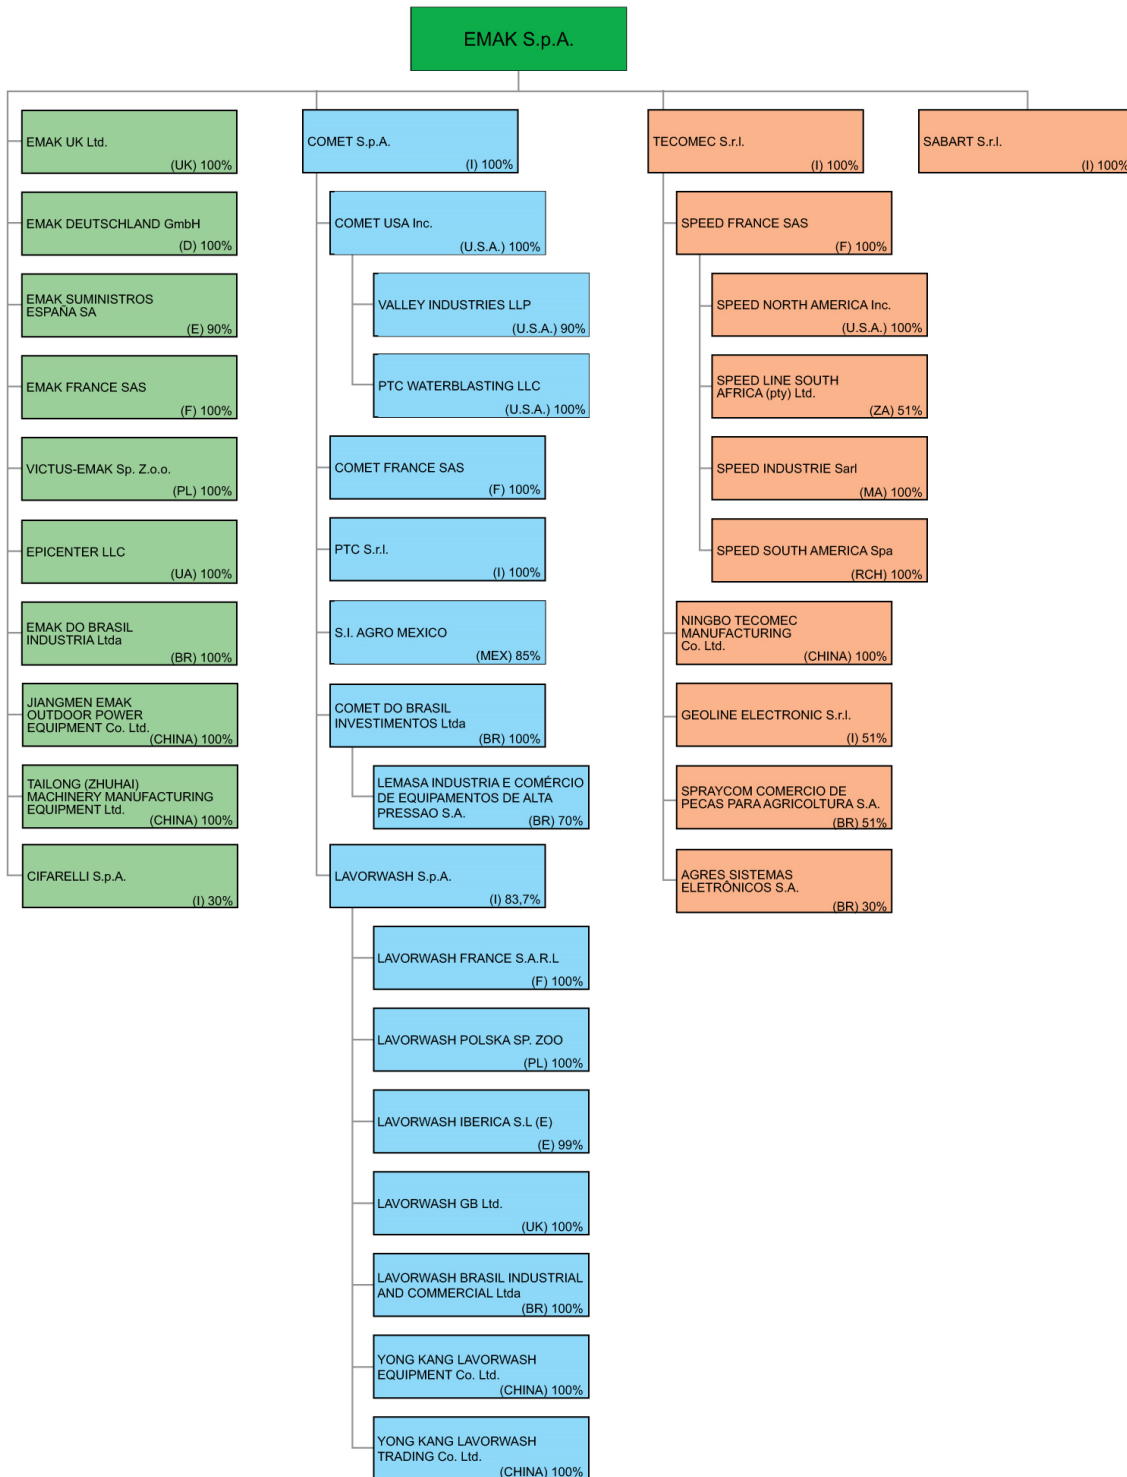 EMAK S.p.A.
EMAK UK Ltd.
(UK) 100%
EMAK DEUTSCHLAND GmbH
(D) 100%
EMAK SUMINISTROS
ESPAÑA SA
(E) 90%
EMAK FRANCE SAS
(F) 100%
VICTUS-EMAK Sp. Z.o.o.
(PL) 100%
EPICENTER LLC
(UA) 100%
EMAK DO BRASIL
INDUSTRIA Ltda
(BR) 100%
JIANGMEN EMAK
OUTDOOR POWER
EQUIPMENT Co. Ltd.
(CHINA) 100%
TAILONG (ZHUHAI)
MACHINERY MANUFACTURING
EQUIPMENT Ltd.
(CHINA) 100%
CIFARELLI S.p.A.
(I) 30%
COMET S.p.A.
(I) 100%
COMET USA Inc.
(U.S.A.) 100%
VALLEY INDUSTRIES LLP
(U.S.A.) 90%
PTC WATERBLASTING LLC
(U.S.A.) 100%
COMET FRANCE SAS
(F) 100%
PTC S.r.l.
(I) 100%
S.I. AGRO MEXICO
(MEX) 85%
COMET DO BRASIL
INVESTIMENTOS Ltda
(BR) 100%
LEMASA INDUSTRIA E COMÉRCIO
DE EQUIPAMENTOS DE ALTA
PRESSAO S.A.
(BR) 70%
LAVORWASH S.p.A.
(I) 83,7%
LAVORWASH FRANCE S.A.R.L
(F) 100%
LAVORWASH POLSKA SP. ZOO
(PL) 100%
LAVORWASH IBERICA S.L (E)
(E) 99%
LAVORWASH GB Ltd.
(UK) 100%
LAVORWASH BRASIL INDUSTRIAL
AND COMMERCIAL Ltda
(BR) 100%
YONG KANG LAVORWASH
EQUIPMENT Co. Ltd.
(CHINA) 100%
YONG KANG LAVORWASH
TRADING Co. Ltd.
(CHINA) 100%
TECOMEC S.r.l.
(I) 100%
SPEED FRANCE SAS
(F) 100%
SPEED NORTH AMERICA Inc.
(U.S.A.) 100%
SPEED LINE SOUTH
AFRICA (pty) Ltd.
(ZA) 51%
SPEED INDUSTRIE Sarl
(MA) 100%
SPEED SOUTH AMERICA Spa
(RCH) 100%
NINGBO TECOMEC
MANUFACTURING
Co. Ltd.
(CHINA) 100%
GEOLINE ELECTRONIC S.r.l.
(I) 51%
SPRAYCOM COMERCIO DE
PECAS PARA AGRICOLTURA S.A.
(BR) 51%
AGRES SISTEMAS
ELETRÔNICOS S.A.
(BR) 30%
SABART S.r.l.
(I) 100%